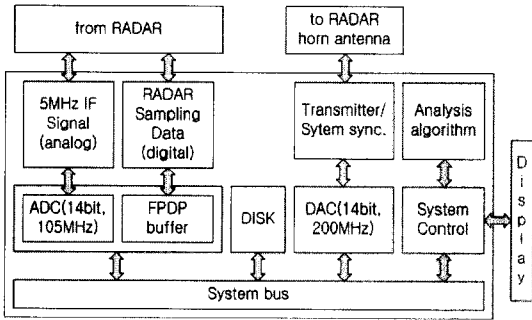 from RADAR
to RADAR
horn antenna
5MHz IF
Signal
(analog)
RADAR
Sampling
Data
(digital)
Transmitter/
Sytem sync.
Analysis
algorithm
ADC(14bit,
105MHz)
FPDP
buffer
DISK
DAC(14bit,
200MHz)
System
Control
Display
System bus